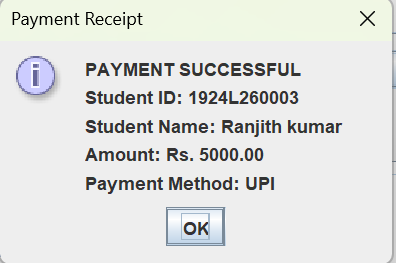 Payment Receipt
PAYMENT SUCCESSFUL
Student ID: 1924L260003
Student Name: Ranjith kumar
Amount: Rs. 5000.00
Payment Method: UPI
OK